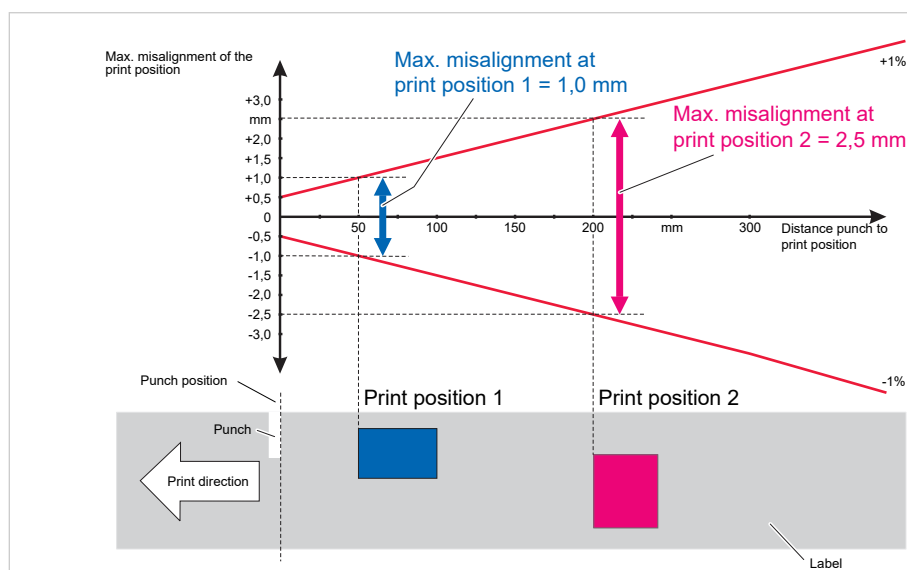 Max. misalignment of the
print position
Max. misalignment at
print position 1 = 1,0 mm
+1%
Max. misalignment at
print position 2 = 2,5 mm
+3,0
mm
+2,0
+1,5
+1,0
+0,5
0
-0,5
-1,0
-1,5
-2,0
-2,5
-3,0
50
100
150
200
mm
300
Distance punch to
print position
-1%
Punch position
Print position 1
Print position 2
Punch
Print direction
Label